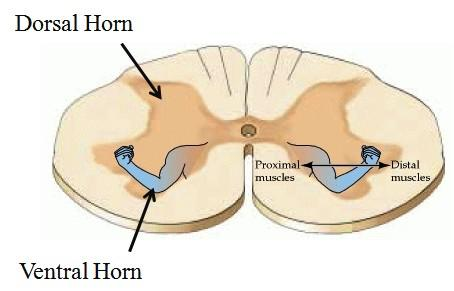 Dorsal Horn
Proximal
muscles
Distal
muscles
Ventral Horn